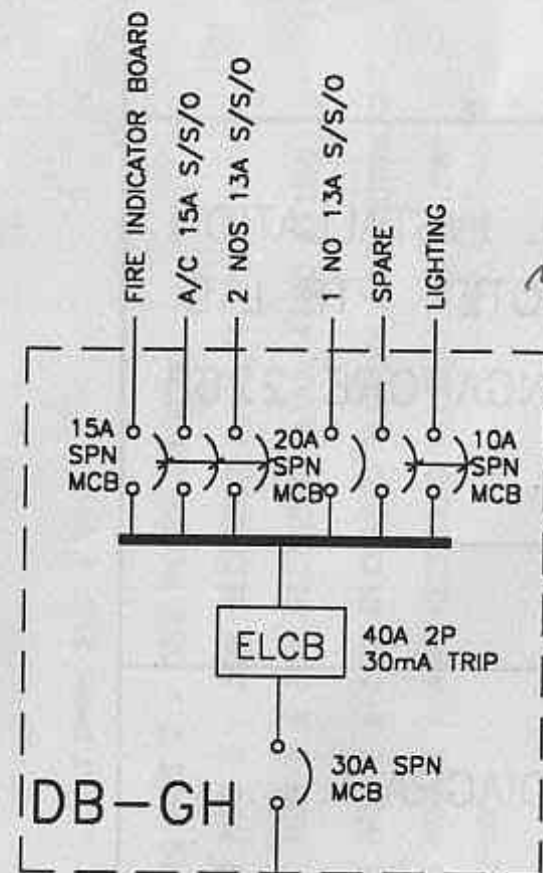 FIRE INDICATOR BOARD
A/C 15A S/S/O
2 NOS 13A S/S/O
1 NO 13A S/S/O
SPARE
LIGHTING
15A
SPN
MCB
20A
SPN
MCB
10A
SPN
MCB
ELCB
40A 2P
30mA TRIP
30A SPN
MCB
DB-GH